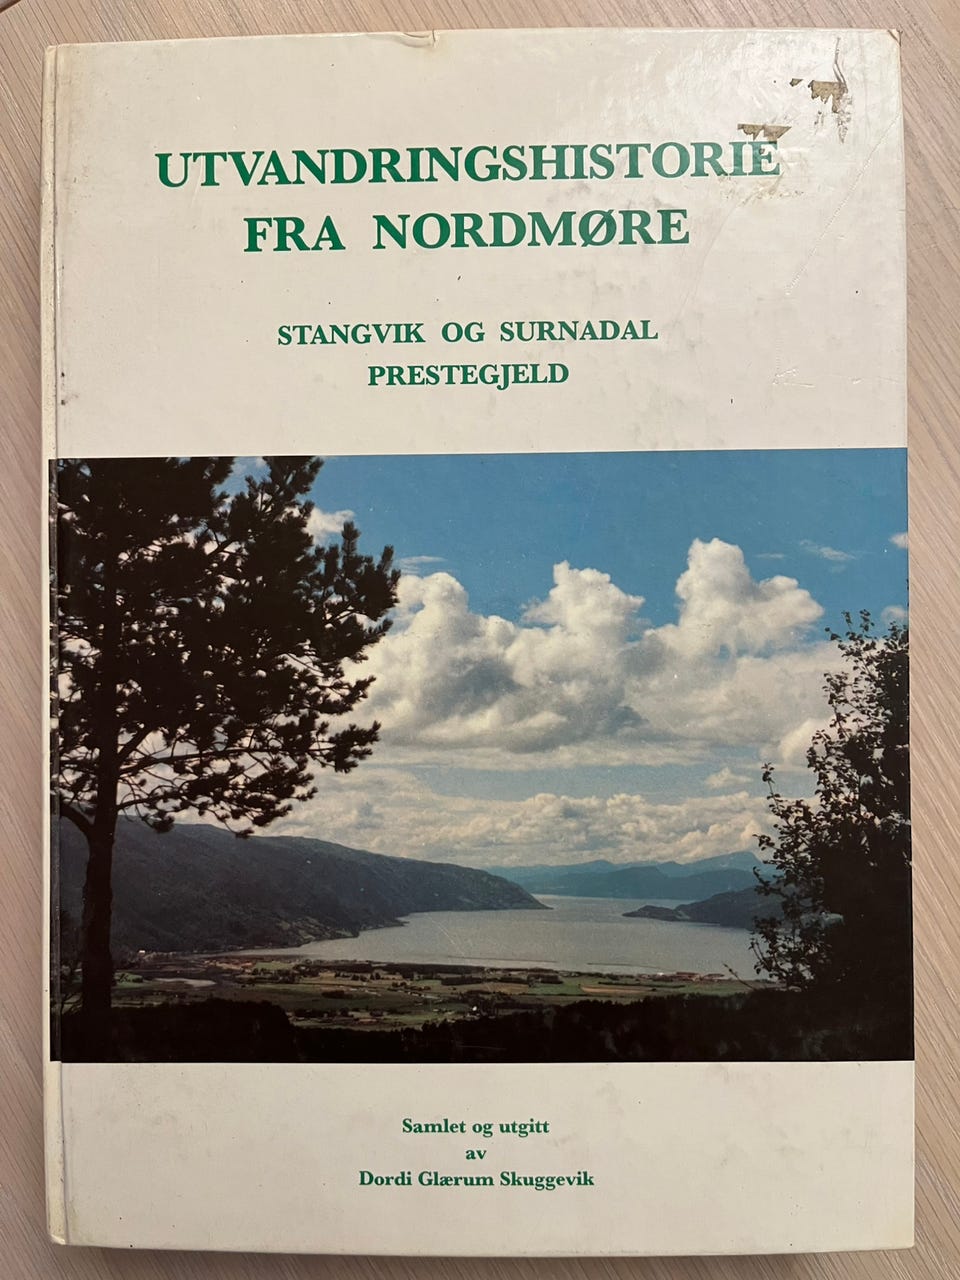 UTVANDRINGSHISTORIE
FRA NORDMØRE
STANGVIK OG SURNADAL
PRESTEGJELD
Samlet og utgitt
av
Dordi Glærum Skuggevik